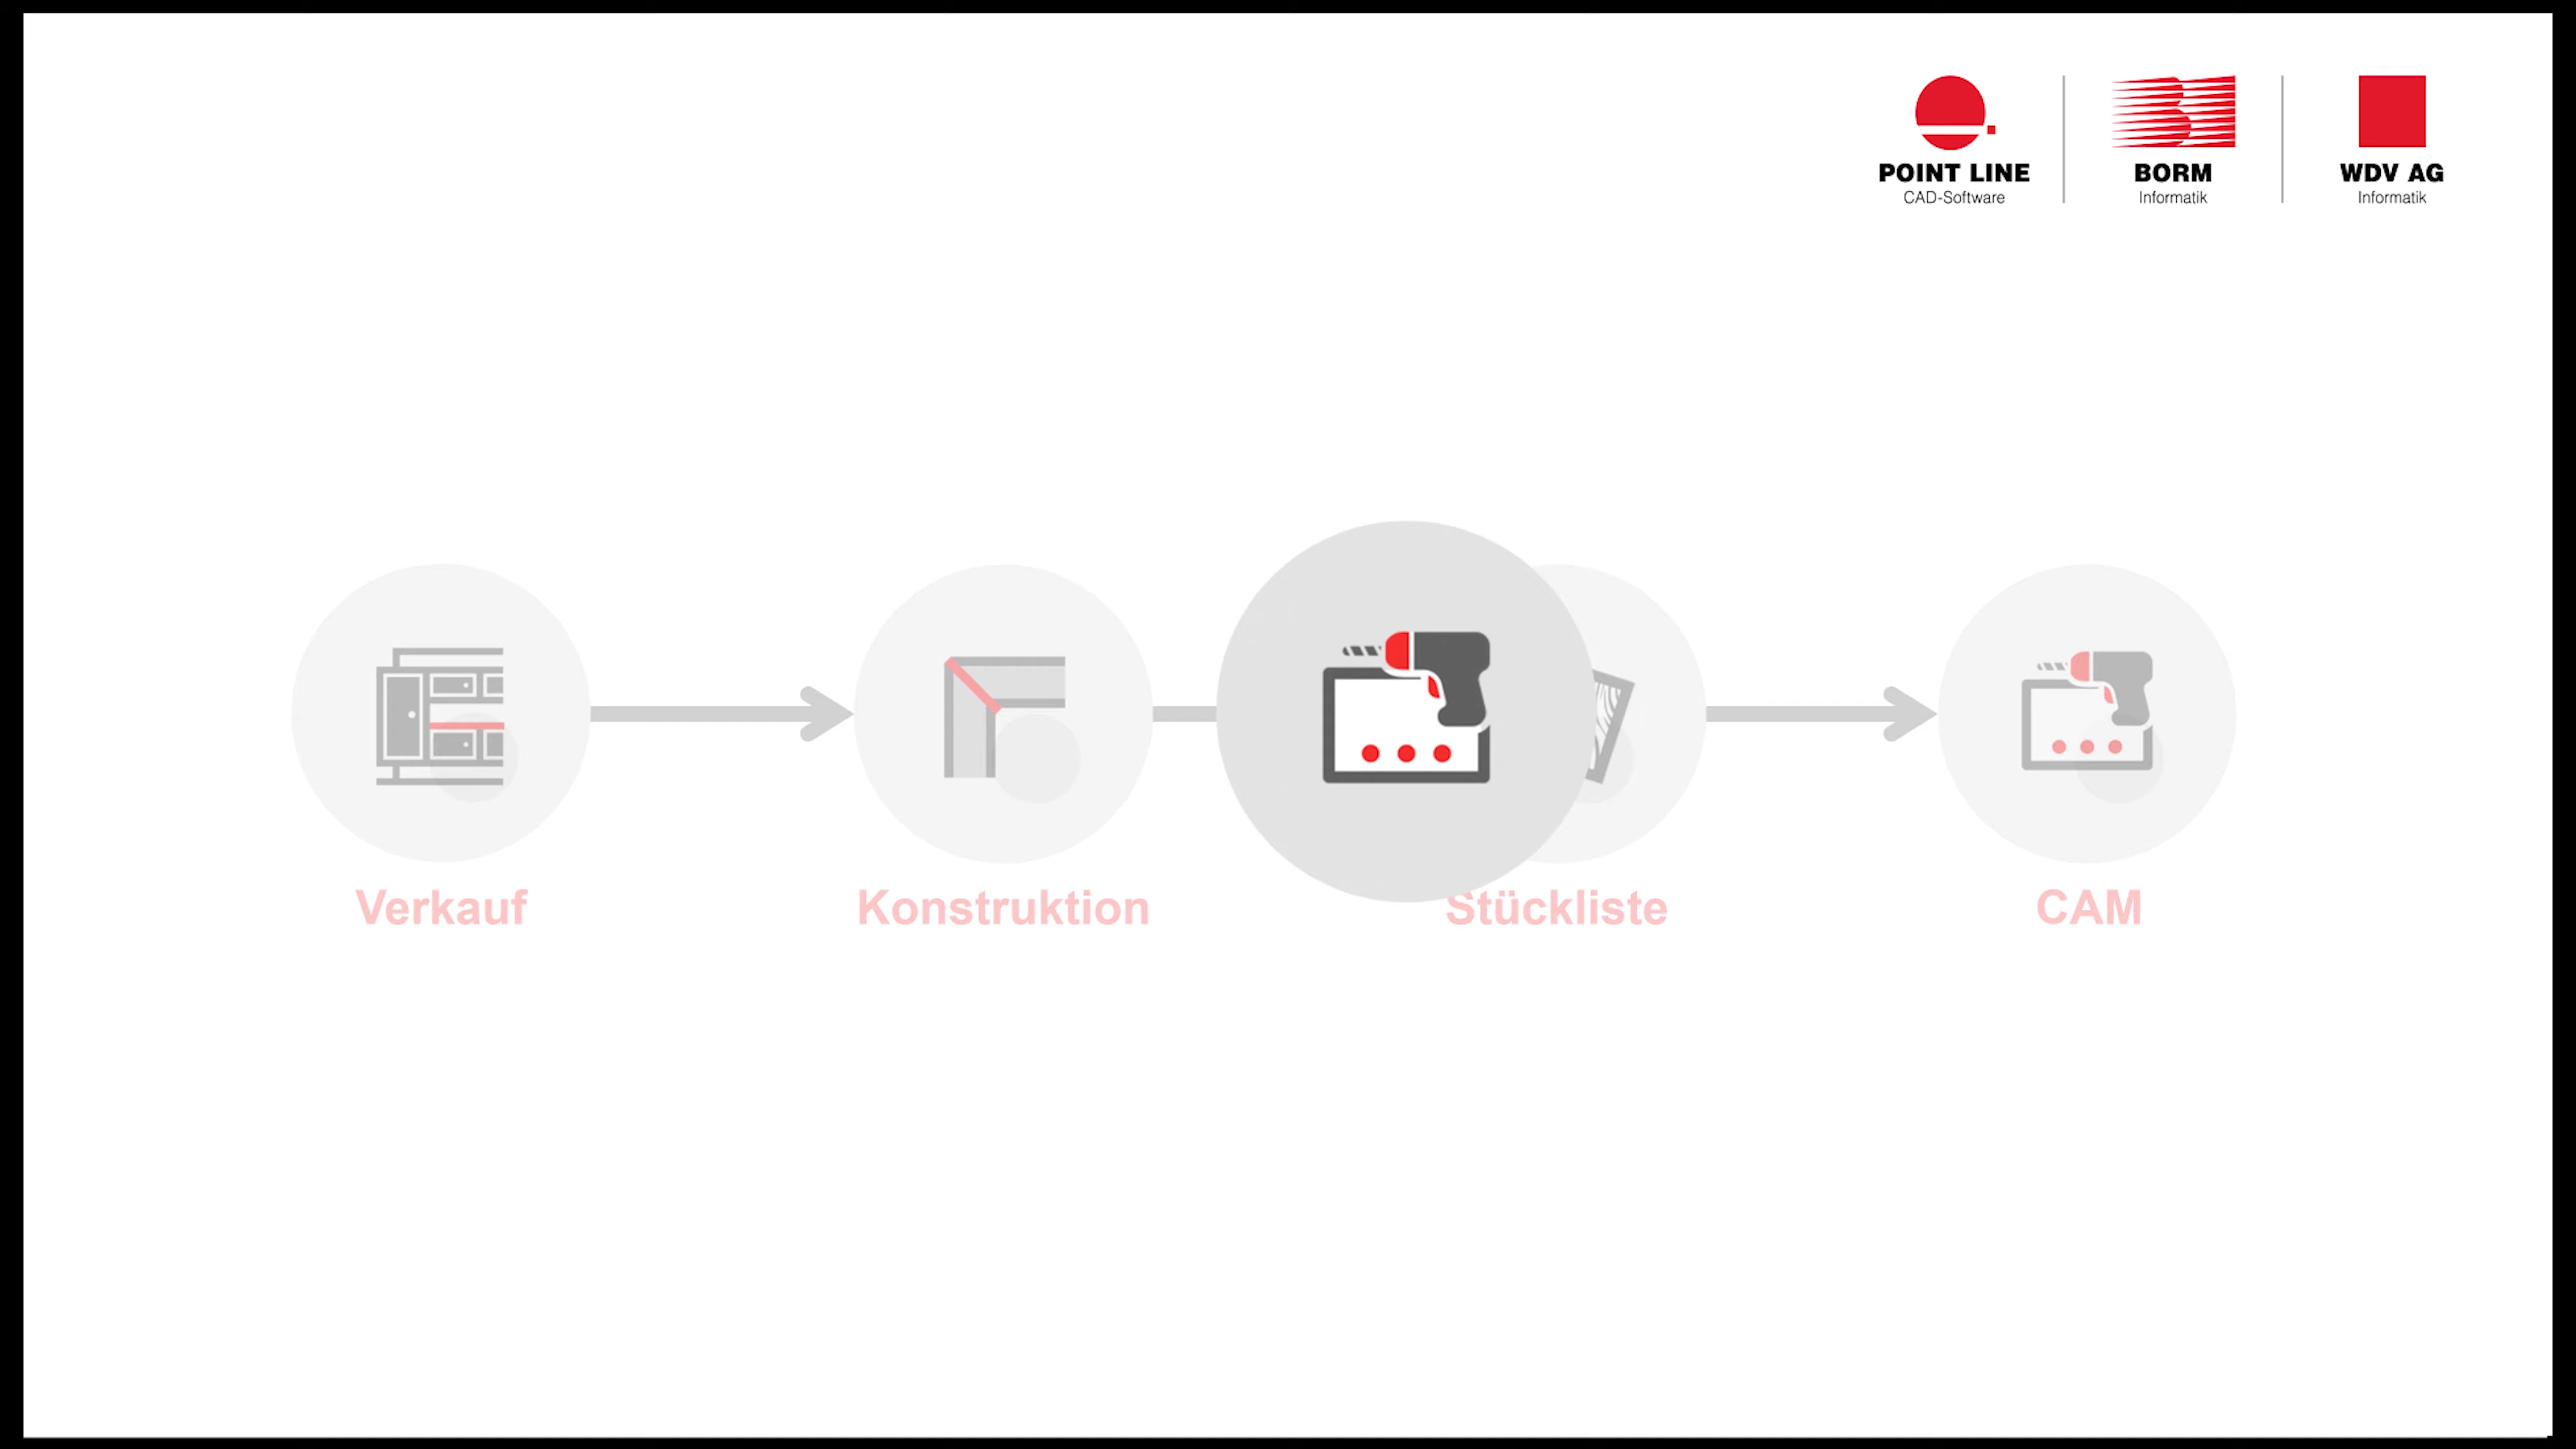 POINT LINE
CAD-Software
BORM
Informatik
WDV AG
Informatik
Verkauf
Konstruktion
Stückliste
CAM